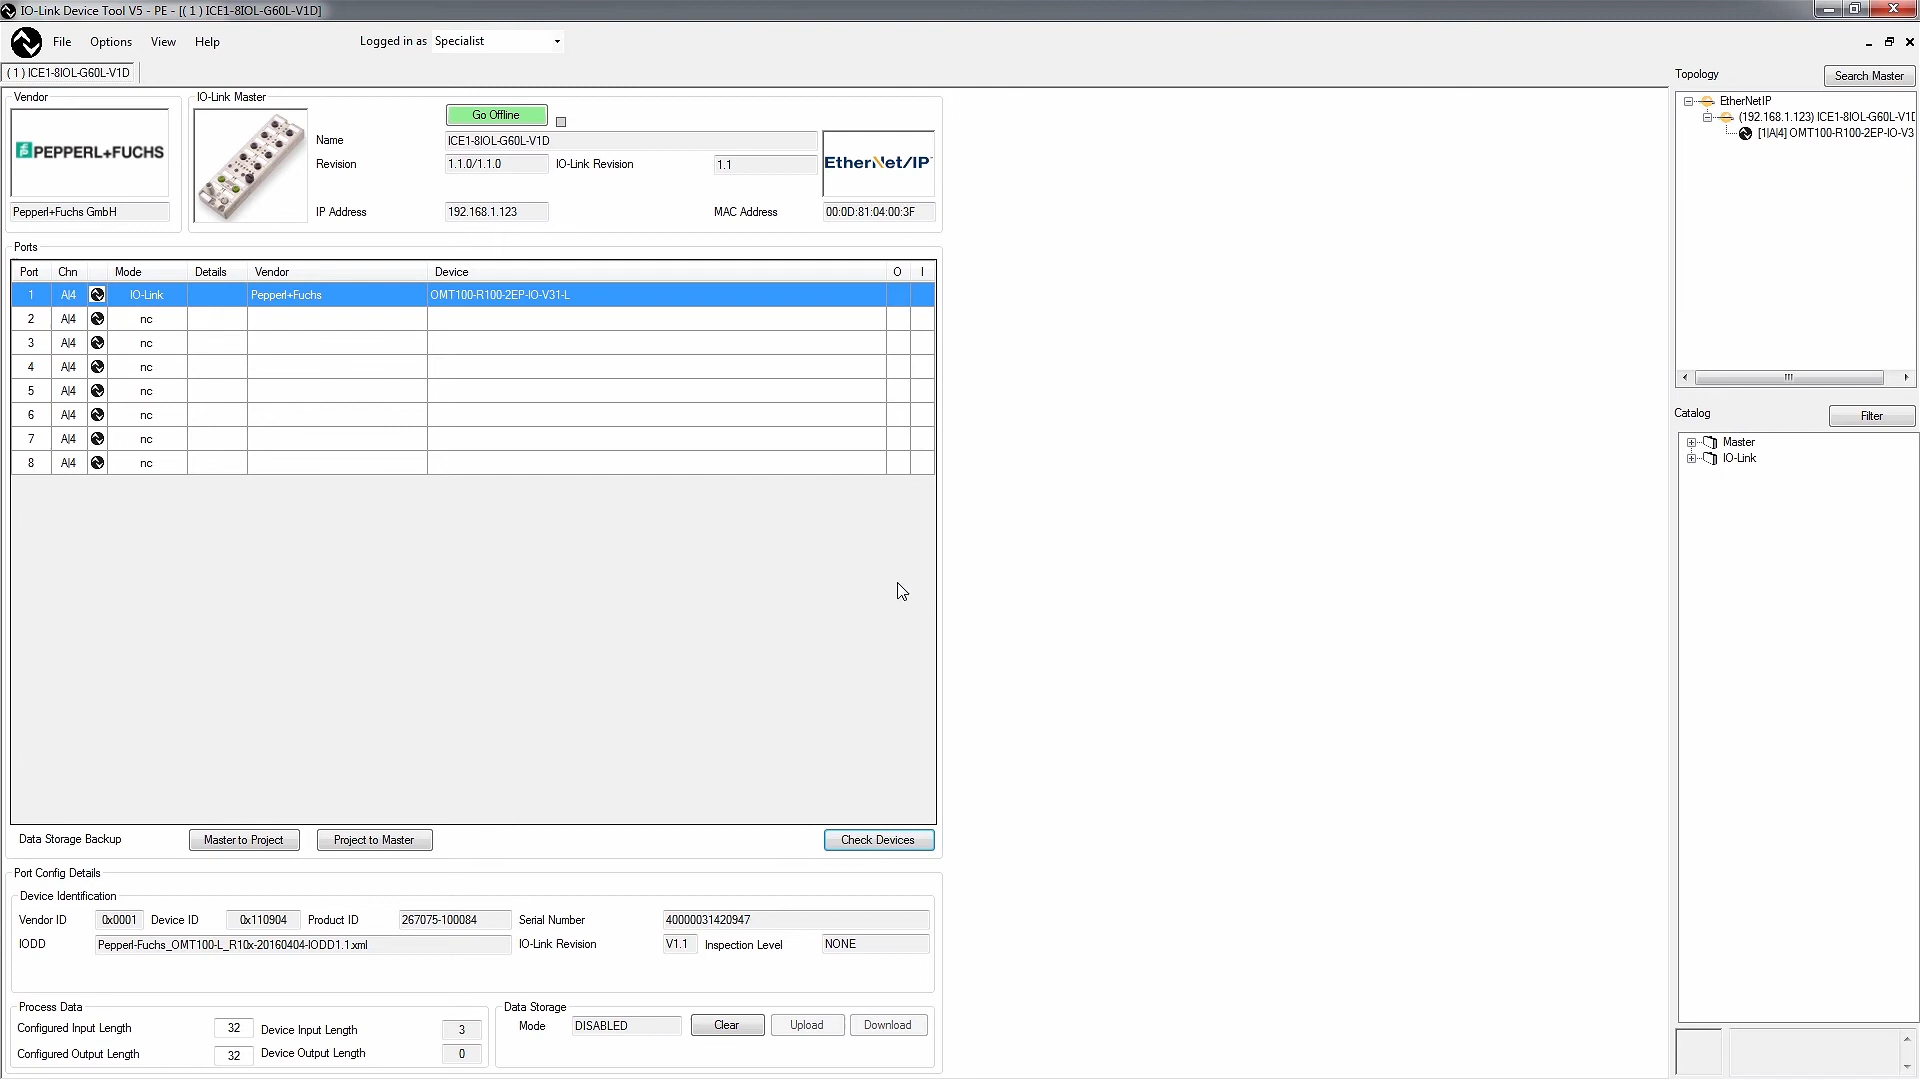 IO-Link Device Tool V5 - PE - [( 1 ) ICE1-8IOL-G60L-V1D]
File Options View Help Logged in as Specialist
( 1 ) ICE1-8IOL-G60L-V1D
Vendor
PEPPERL+FUCHS
Pepperl+Fuchs GmbH
IO-Link Master
Go Offline
Name ICE1-8IOL-G60L-V1D
Revision 1.1.0/1.1.0 IO-Link Revision 1.1
EtherNet/IP
IP Address 192.168.1.123 MAC Address 00:0D:81:04:00:3F
Ports
Port Chn Mode Details Vendor Device O I
1 A|4 IO-Link Pepperl+Fuchs OMT100-R100-2EP-IO-V31-L
2 A|4 nc
3 A|4 nc
4 A|4 nc
5 A|4 nc
6 A|4 nc
7 A|4 nc
8 A|4 nc
Data Storage Backup Master to Project Project to Master Check Devices
Port Config Details
Device Identification
Vendor ID 0x0001 Device ID 0x110904 Product ID 267075-100084 Serial Number 40000031420947
IODD Pepperl-Fuchs_OMT100-L_R10x-20160404-IODD1.1.xml IO-Link Revision V1.1 Inspection Level NONE
Process Data
Configured Input Length 32 Device Input Length 3
Configured Output Length 32 Device Output Length 0
Data Storage
Mode DISABLED Clear Upload Download
Topology Search Master
EtherNetIP
(192.168.1.123) ICE1-8IOL-G60L-V1D
[1|A|4] OMT100-R100-2EP-IO-V3
Catalog Filter
Master
IO-Link